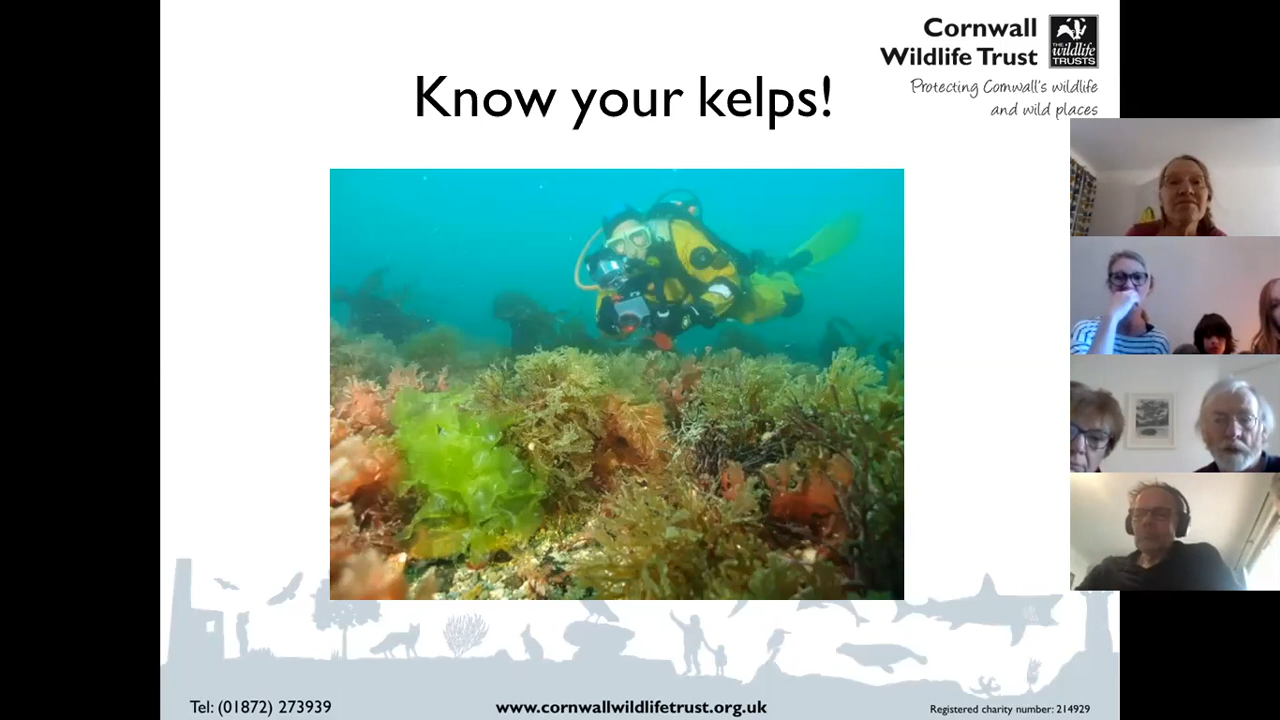 Cornwall
Wildlife Trust
THE
wildlife
TRUSTS
Protecting Cornwall's wildlife
and wild places
Know your kelps!
Tel: (01872) 273939
www.cornwallwildlifetrust.org.uk
Registered charity number: 214929